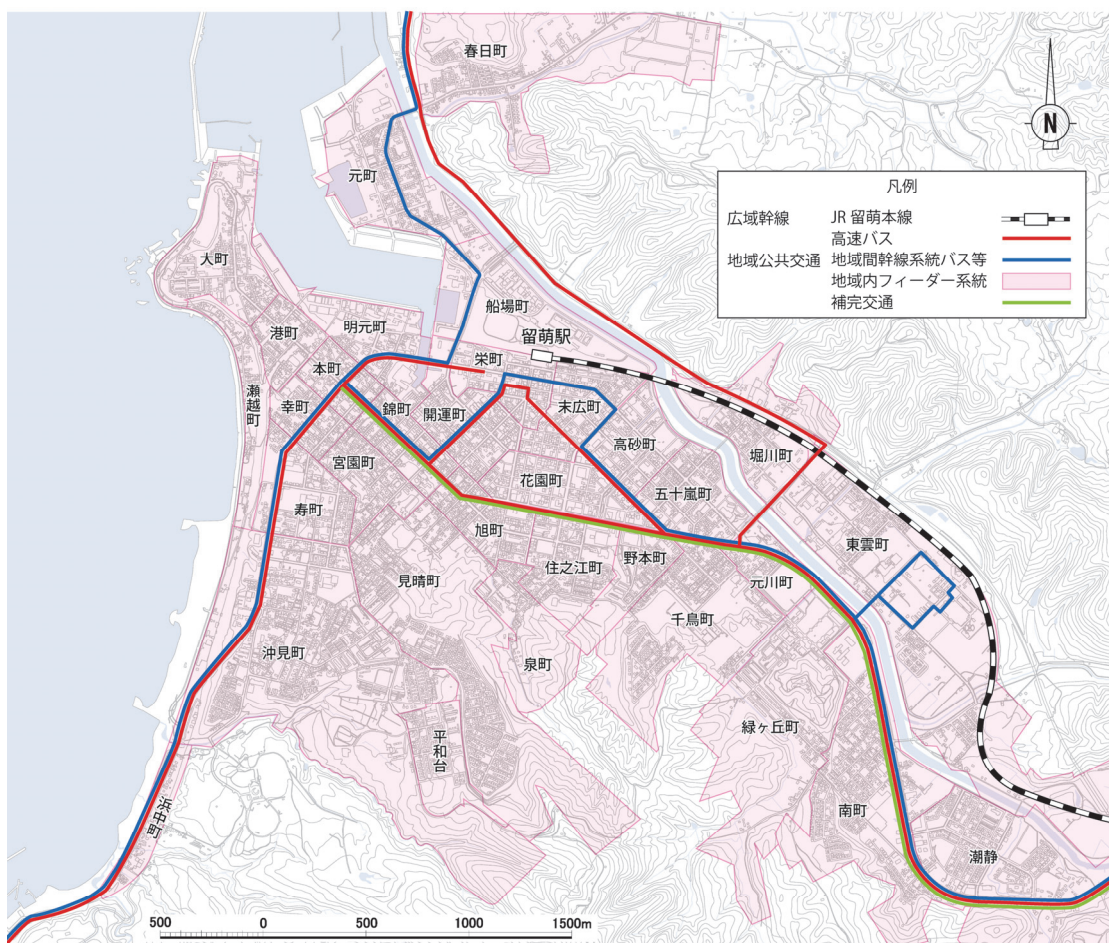 春日町
元町
N
凡例
広域幹線 JR 留萌本線
高速バス
地域公共交通 地域間幹線系統バス等
地域内フィーダー系統
補完交通
大町
船場町
港町
明元町
留萌駅
栄町
本町
瀬越町
幸町
錦町
開運町
末広町
高砂町
堀川町
宮園町
花園町
五十嵐町
寿町
旭町
東雲町
住之江町
野本町
見晴町
元川町
千鳥町
沖見町
泉町
緑ヶ丘町
平和台
浜中町
南町
潮静
500 0 500 1000 1500m